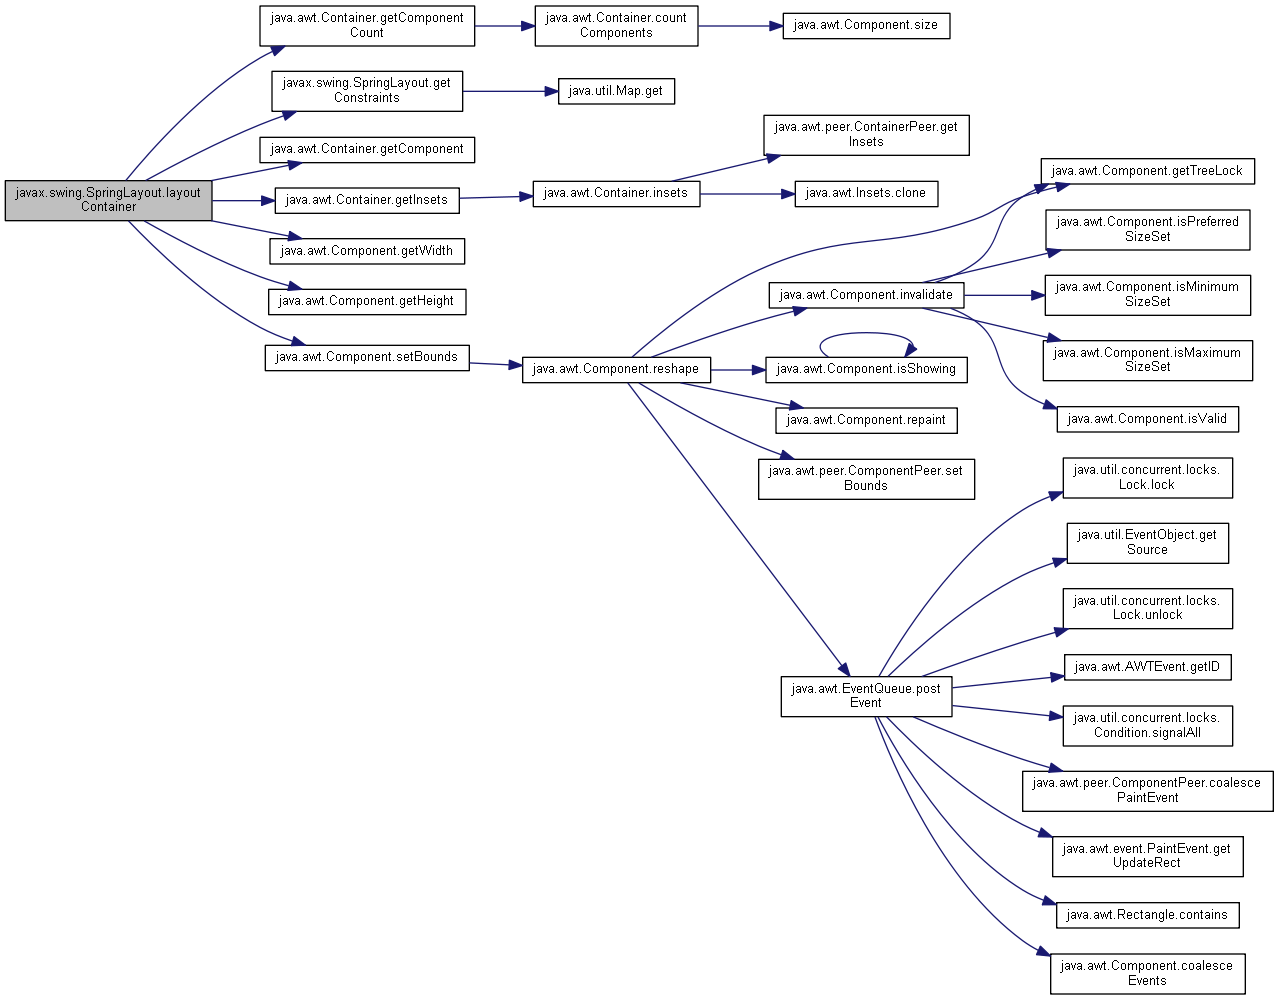 java.awt.Container.getComponent
Count
java.awt.Container.count
Components
java.awt.Component.size
javax.swing.SpringLayout.get
Constraints
java.util.Map.get
java.awt.Container.getComponent
java.awt.peer.ContainerPeer.get
Insets
javax.swing.SpringLayout.layout
Container
java.awt.Container.getInsets
java.awt.Container.insets
java.awt.Insets.clone
java.awt.Component.getTreeLock
java.awt.Component.isPreferred
SizeSet
java.awt.Component.getWidth
java.awt.Component.getHeight
java.awt.Component.invalidate
java.awt.Component.isMinimum
SizeSet
java.awt.Component.setBounds
java.awt.Component.reshape
java.awt.Component.isShowing
java.awt.Component.isMaximum
SizeSet
java.awt.Component.repaint
java.awt.Component.isValid
java.awt.peer.ComponentPeer.set
Bounds
java.util.concurrent.locks.
Lock.lock
java.util.EventObject.get
Source
java.util.concurrent.locks.
Lock.unlock
java.awt.AWTEvent.getID
java.awt.EventQueue.post
Event
java.util.concurrent.locks.
Condition.signalAll
java.awt.peer.ComponentPeer.coalesce
PaintEvent
java.awt.event.PaintEvent.get
UpdateRect
java.awt.Rectangle.contains
java.awt.Component.coalesce
Events